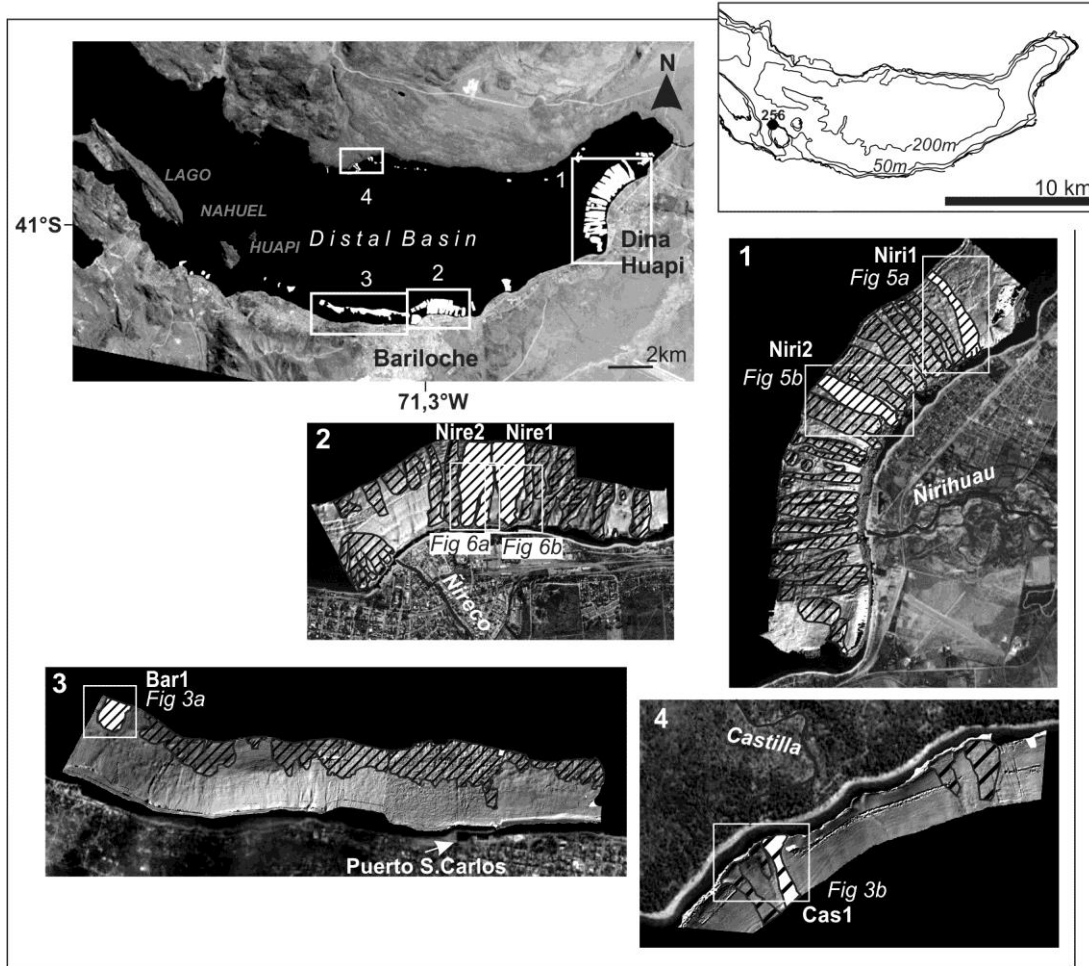 N
LAGO
NAHUEL
HUAPI
4
1
41°S
Distal Basin
Dina
Huapi
3
2
Bariloche
2km
71,3°W
256
200m
50m
10 km
1
Niri1
Fig 5a
Niri2
Fig 5b
Nirihuau
2
Nire2
Nire1
Fig 6a
Fig 6b
Nireco
3
Bar1
Fig 3a
Puerto S.Carlos
4
Castilla
Fig 3b
Cas1